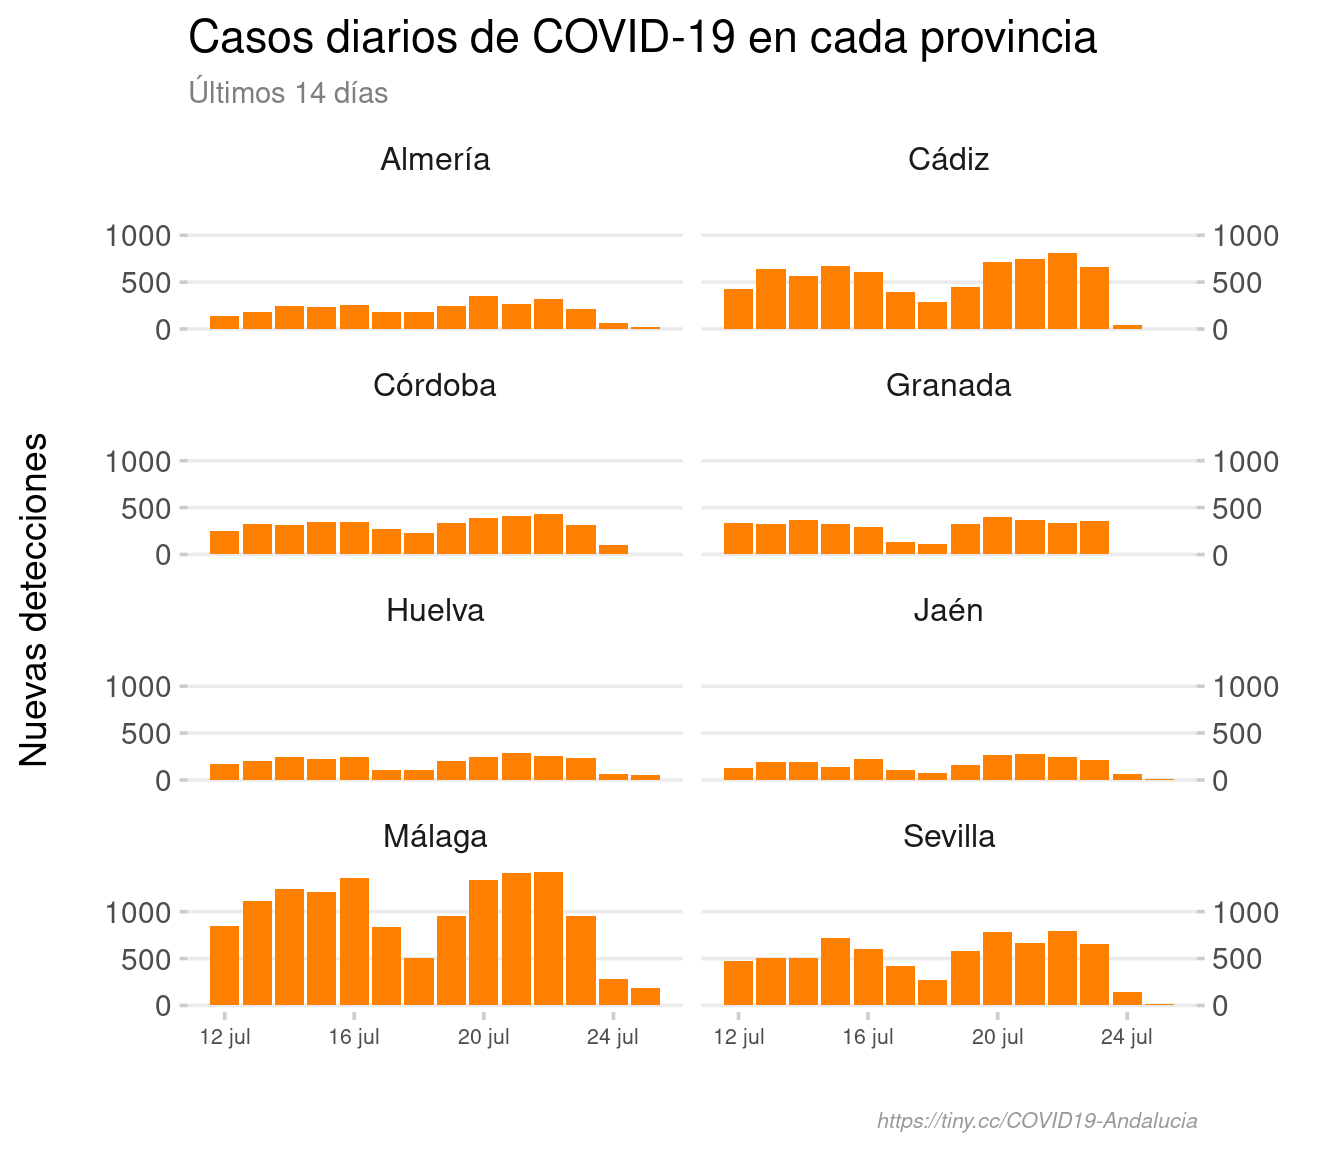 Casos diarios de COVID-19 en cada provincia
Últimos 14 días
Nuevas detecciones
Almería
Cádiz
1000
500
0
1000
500
0
Córdoba
Granada
1000
500
0
1000
500
0
Huelva
Jaén
1000
500
0
1000
500
0
Málaga
Sevilla
1000
500
0
1000
500
0
12 jul 16 jul 20 jul 24 jul
12 jul 16 jul 20 jul 24 jul
https://tiny.cc/COVID19-Andalucia